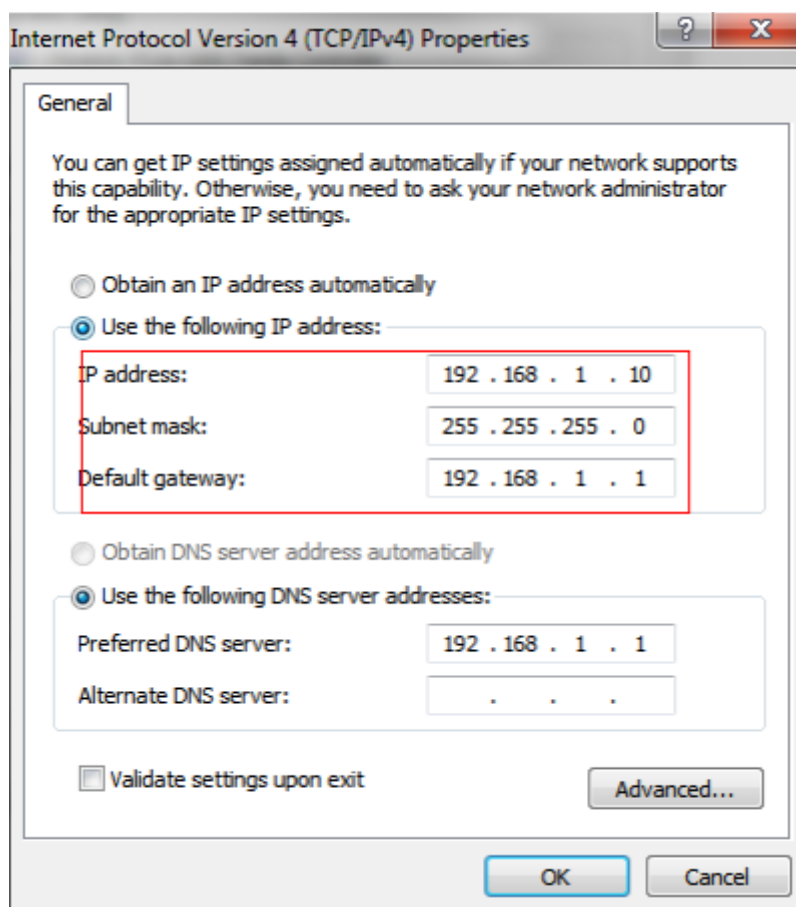 Internet Protocol Version 4 (TCP/IPv4) Properties
?
X
General
You can get IP settings assigned automatically if your network supports
this capability. Otherwise, you need to ask your network administrator
for the appropriate IP settings.
Obtain an IP address automatically
Use the following IP address:
IP address: 192 . 168 . 1 . 10
Subnet mask: 255 . 255 . 255 . 0
Default gateway: 192 . 168 . 1 . 1
Obtain DNS server address automatically
Use the following DNS server addresses:
Preferred DNS server: 192 . 168 . 1 . 1
Alternate DNS server: . . .
Validate settings upon exit
Advanced...
OK Cancel